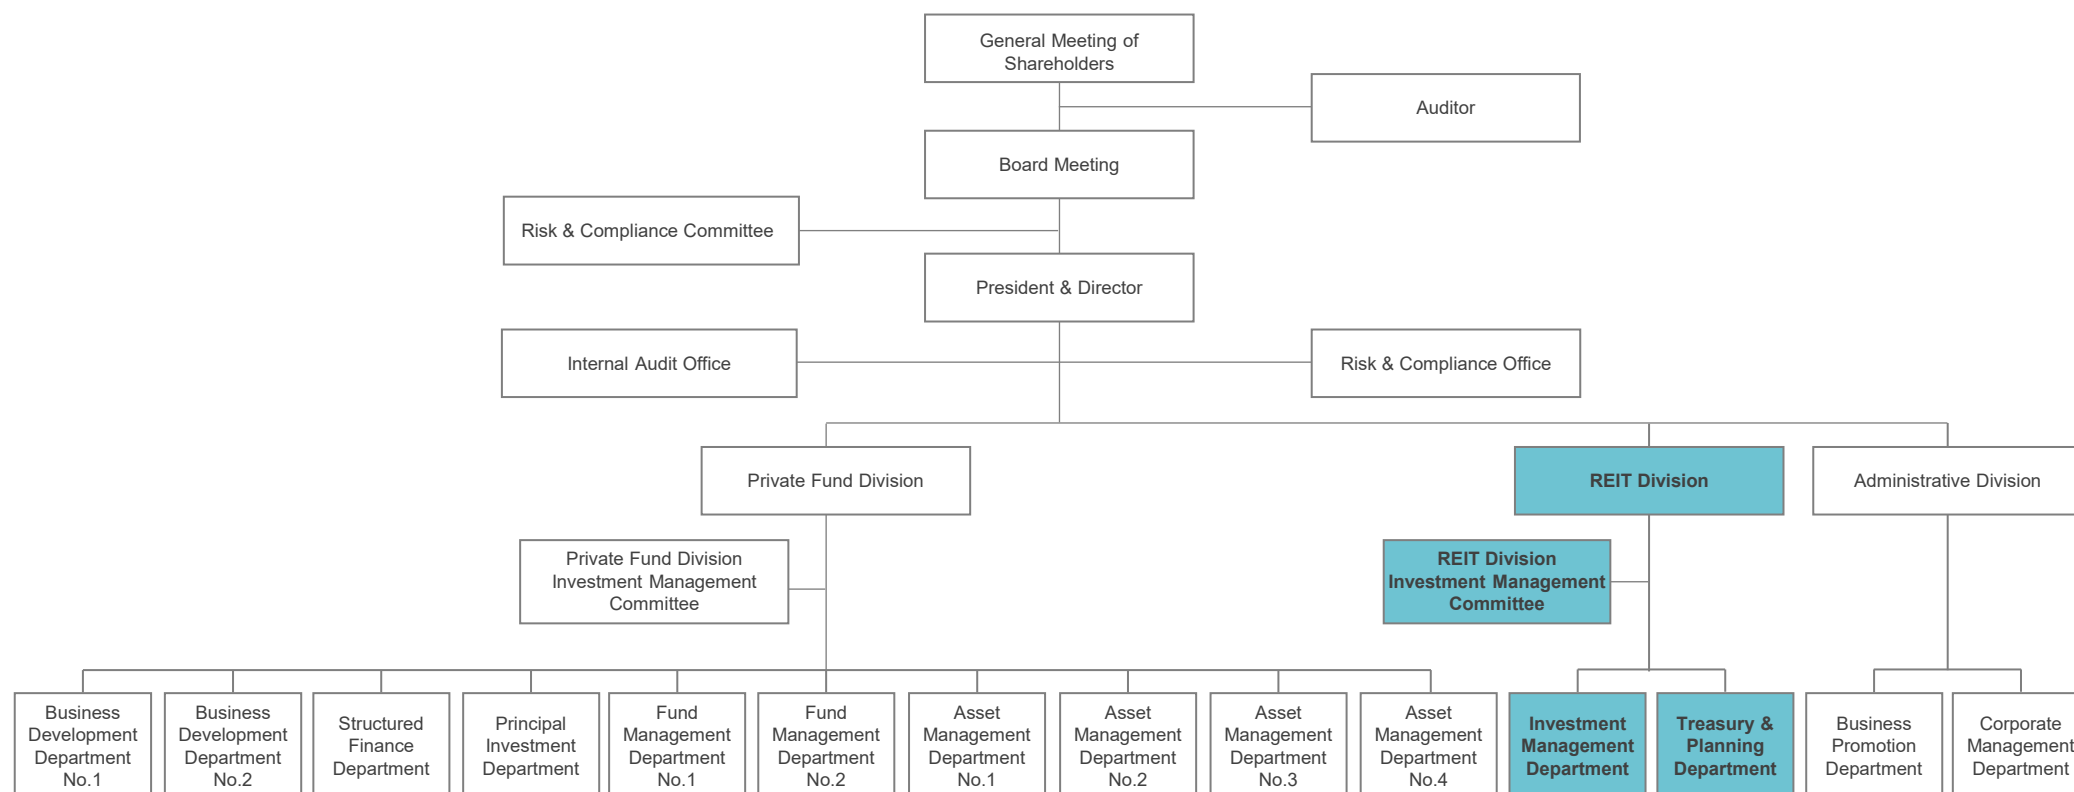 General Meeting of
Shareholders
Auditor
Board Meeting
Risk & Compliance Committee
President & Director
Internal Audit Office
Risk & Compliance Office
Private Fund Division
REIT Division
Administrative Division
Private Fund Division
Investment Management
Committee
REIT Division
Investment Management
Committee
Business
Development
Department
No.1
Business
Development
Department
No.2
Structured
Finance
Department
Principal
Investment
Department
Fund
Management
Department
No.1
Fund
Management
Department
No.2
Asset
Management
Department
No.1
Asset
Management
Department
No.2
Asset
Management
Department
No.3
Asset
Management
Department
No.4
Investment
Management
Department
Treasury &
Planning
Department
Business
Promotion
Department
Corporate
Management
Department